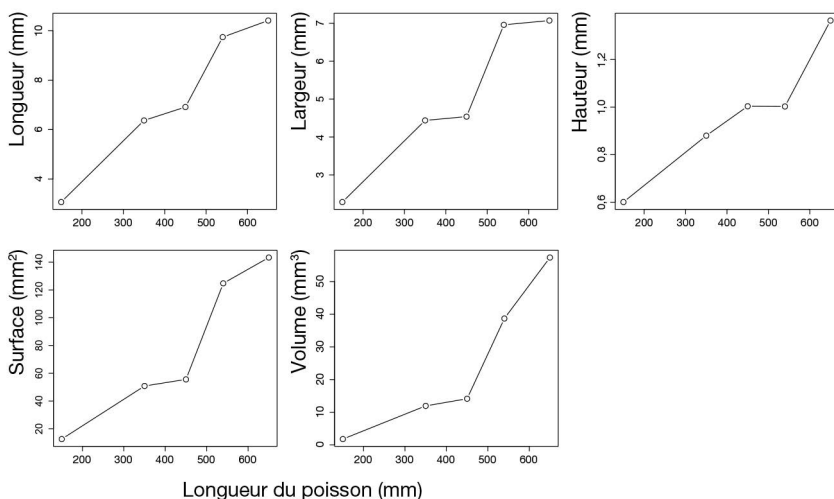 Longueur (mm)
4 6 8 10
200 300 400 500 600
Largeur (mm)
3 4 5 6 7
200 300 400 500 600
Hauteur (mm)
0,6 0,8 1,0 1,2
200 300 400 500 600
Surface (mm²)
20 40 60 80 100 120 140
200 300 400 500 600
Volume (mm³)
0 10 20 30 40 50
200 300 400 500 600
Longueur du poisson (mm)